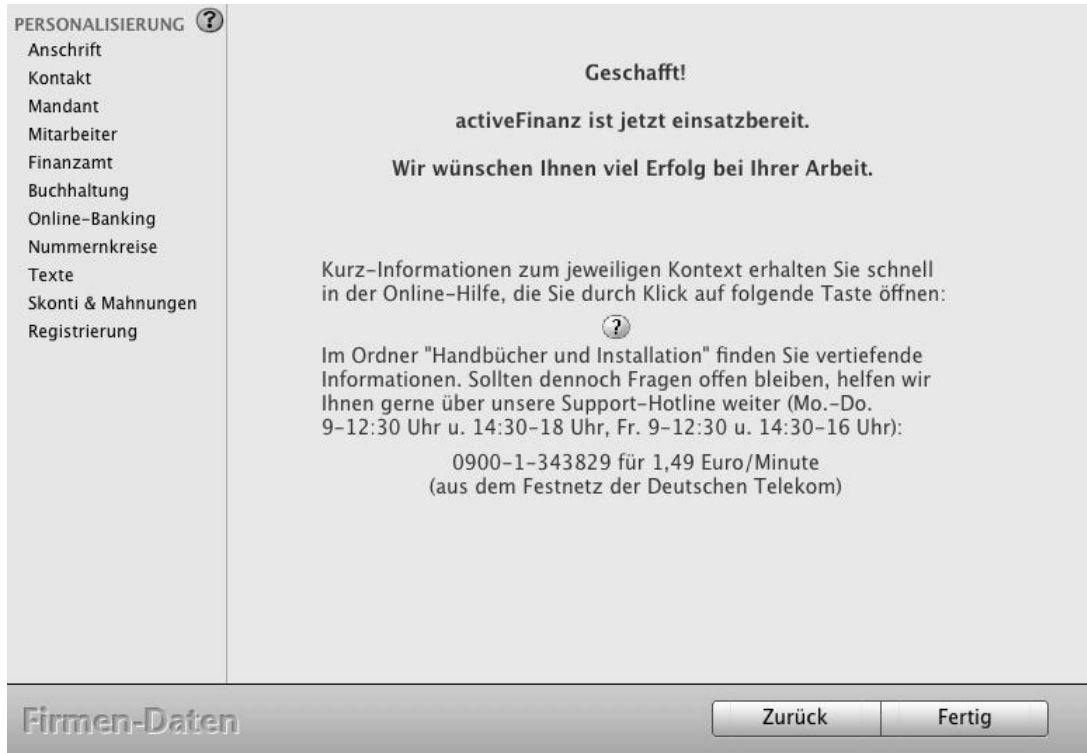 PERSONALISIERUNG ?
Anschrift
Kontakt
Mandant
Mitarbeiter
Finanzamt
Buchhaltung
Online-Banking
Nummernkreise
Texte
Skonti & Mahnungen
Registrierung
Geschafft!
activeFinanz ist jetzt einsatzbereit.
Wir wünschen Ihnen viel Erfolg bei Ihrer Arbeit.
Kurz-Informationen zum jeweiligen Kontext erhalten Sie schnell
in der Online-Hilfe, die Sie durch Klick auf folgende Taste öffnen:
?
Im Ordner "Handbücher und Installation" finden Sie vertiefende
Informationen. Sollten dennoch Fragen offen bleiben, helfen wir
Ihnen gerne über unsere Support-Hotline weiter (Mo.-Do.
9-12:30 Uhr u. 14:30-18 Uhr, Fr. 9-12:30 u. 14:30-16 Uhr):
0900-1-343829 für 1,49 Euro/Minute
(aus dem Festnetz der Deutschen Telekom)
Firmen-Daten
Zurück Fertig